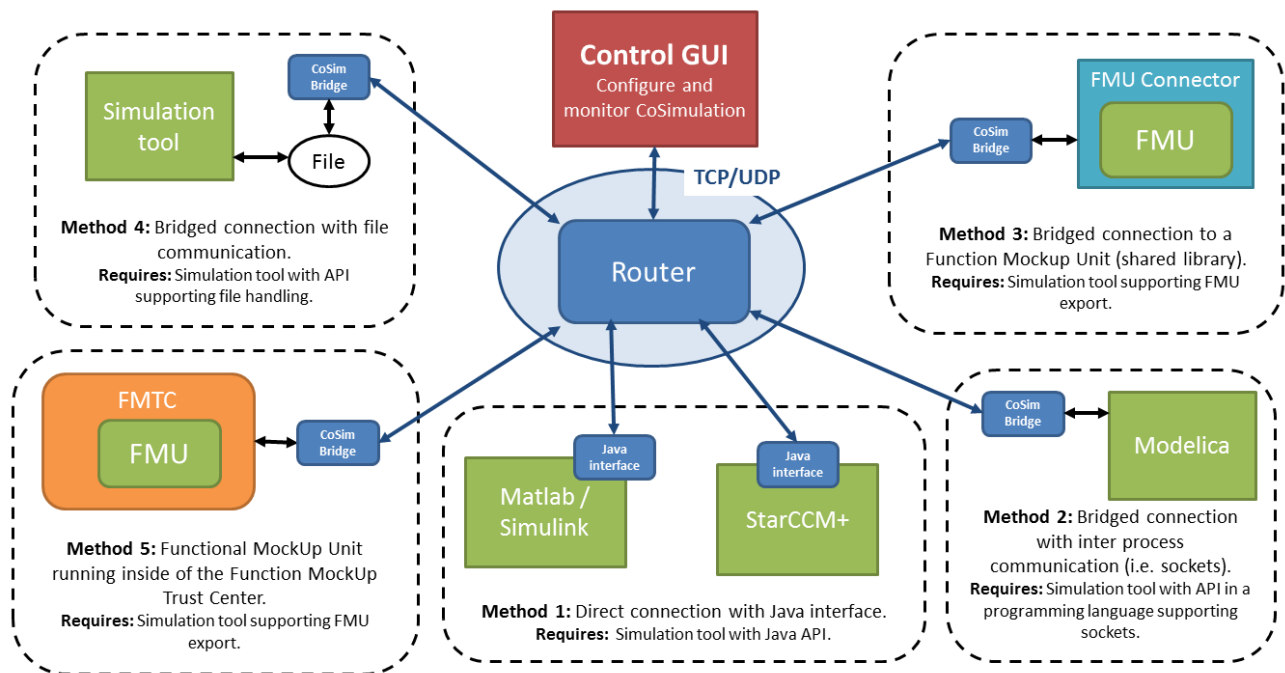 Control GUI
Configure and
monitor CoSimulation
TCP/UDP
Router
CoSim
Bridge
Simulation
tool
File
Method 4: Bridged connection with file
communication.
Requires: Simulation tool with API
supporting file handling.
FMU Connector
FMU
CoSim
Bridge
Method 3: Bridged connection to a
Function Mockup Unit (shared library).
Requires: Simulation tool supporting FMU
export.
FMTC
FMU
CoSim
Bridge
Method 5: Functional MockUp Unit
running inside of the Function MockUp
Trust Center.
Requires: Simulation tool supporting FMU
export.
Java
interface
Matlab /
Simulink
Java
interface
StarCCM+
Method 1: Direct connection with Java interface.
Requires: Simulation tool with Java API.
CoSim
Bridge
Modelica
Method 2: Bridged connection
with inter process
communication (i.e. sockets).
Requires: Simulation tool with API in a
programming language supporting
sockets.